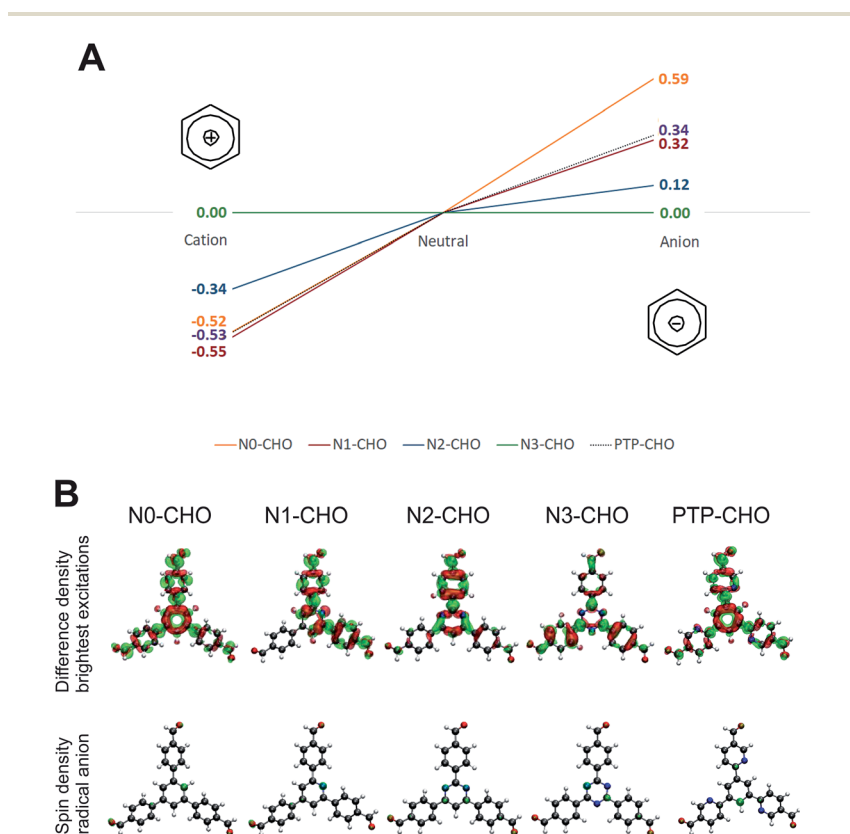 A
0.59
0.34
0.32
0.12
0.00
0.00
Cation
Neutral
Anion
-0.34
-0.52
-0.53
-0.55
N0-CHO
N1-CHO
N2-CHO
N3-CHO
PTP-CHO
B
N0-CHO
N1-CHO
N2-CHO
N3-CHO
PTP-CHO
Difference density
brightest excitations
Spin density
radical anion